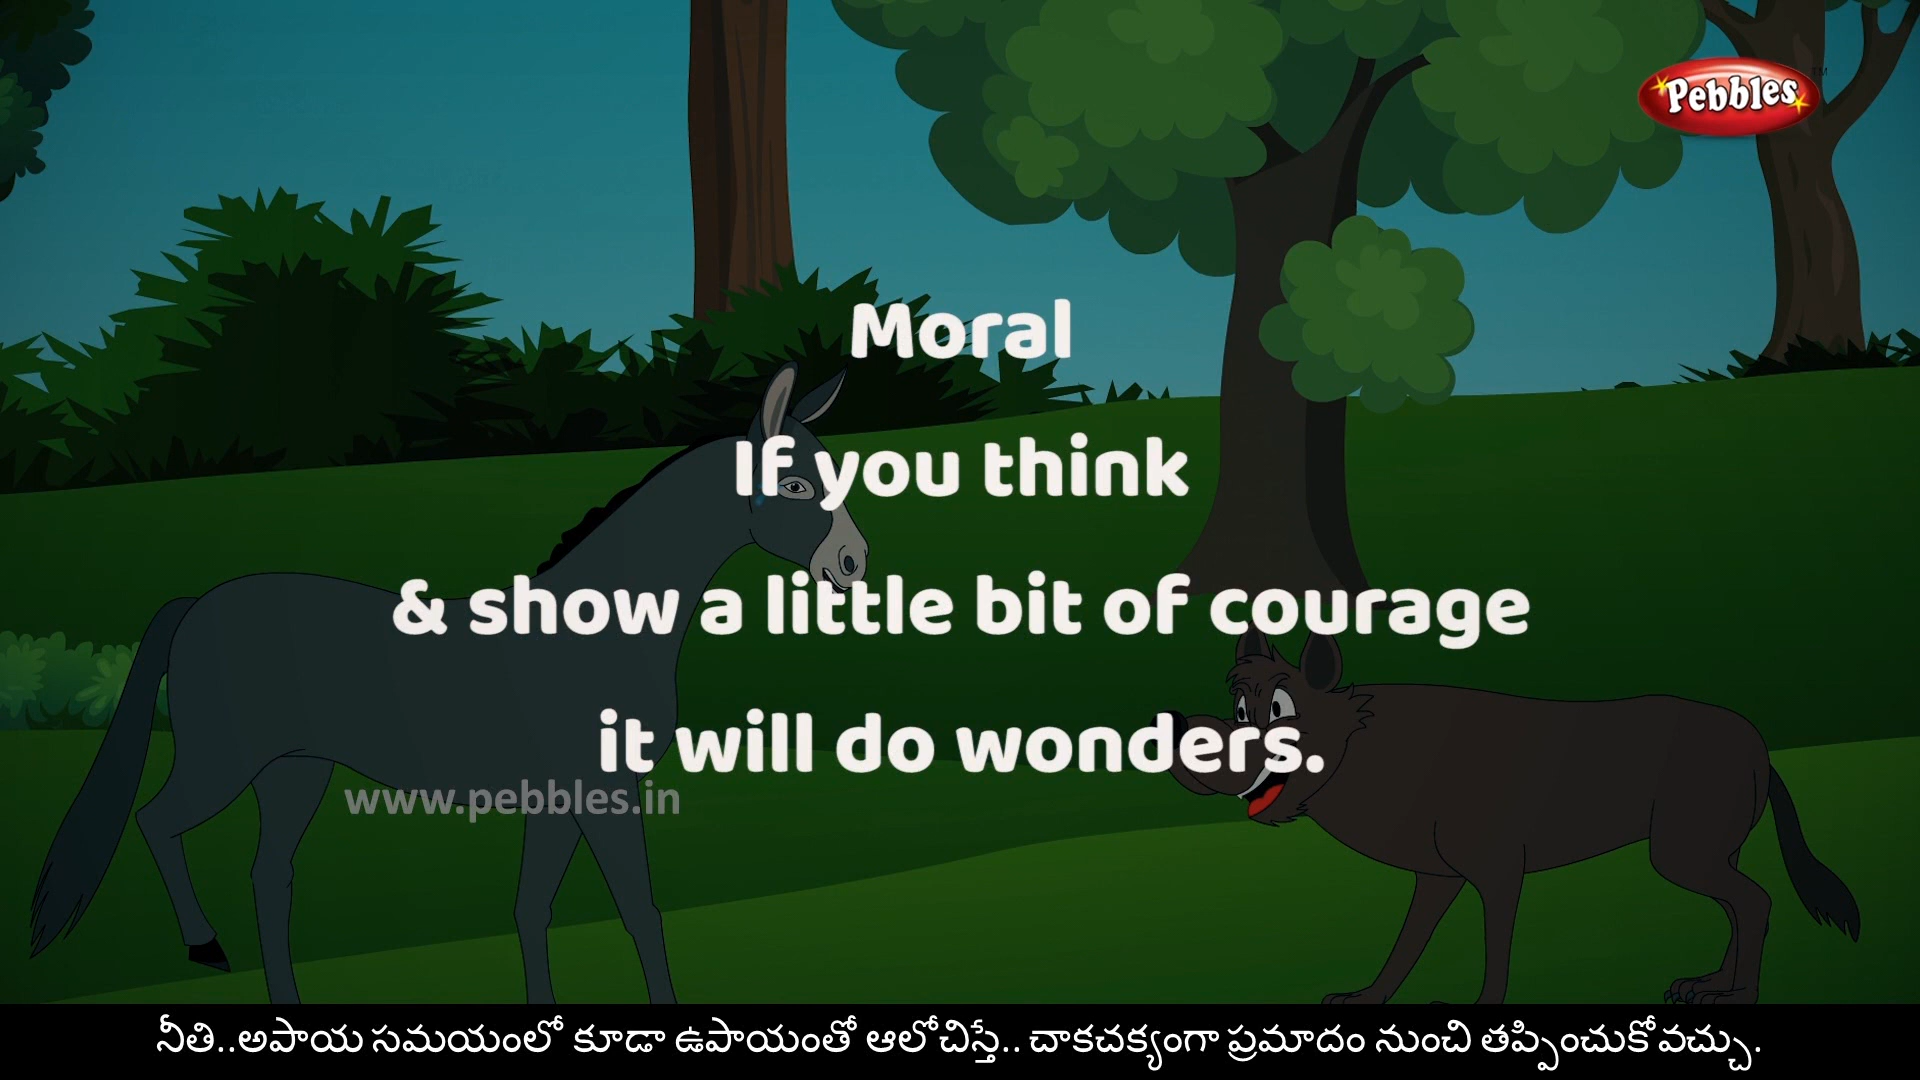 Pebbles™
Moral
If you think
& show a little bit of courage
it will do wonders.
www.pebbles.in
నీతి..అపాయ సమయంలో కూడా ఉపాయంతో ఆలోచిస్తే.. చాకచక్యంగా ప్రమాదం నుంచి తప్పించుకోవచ్చు.